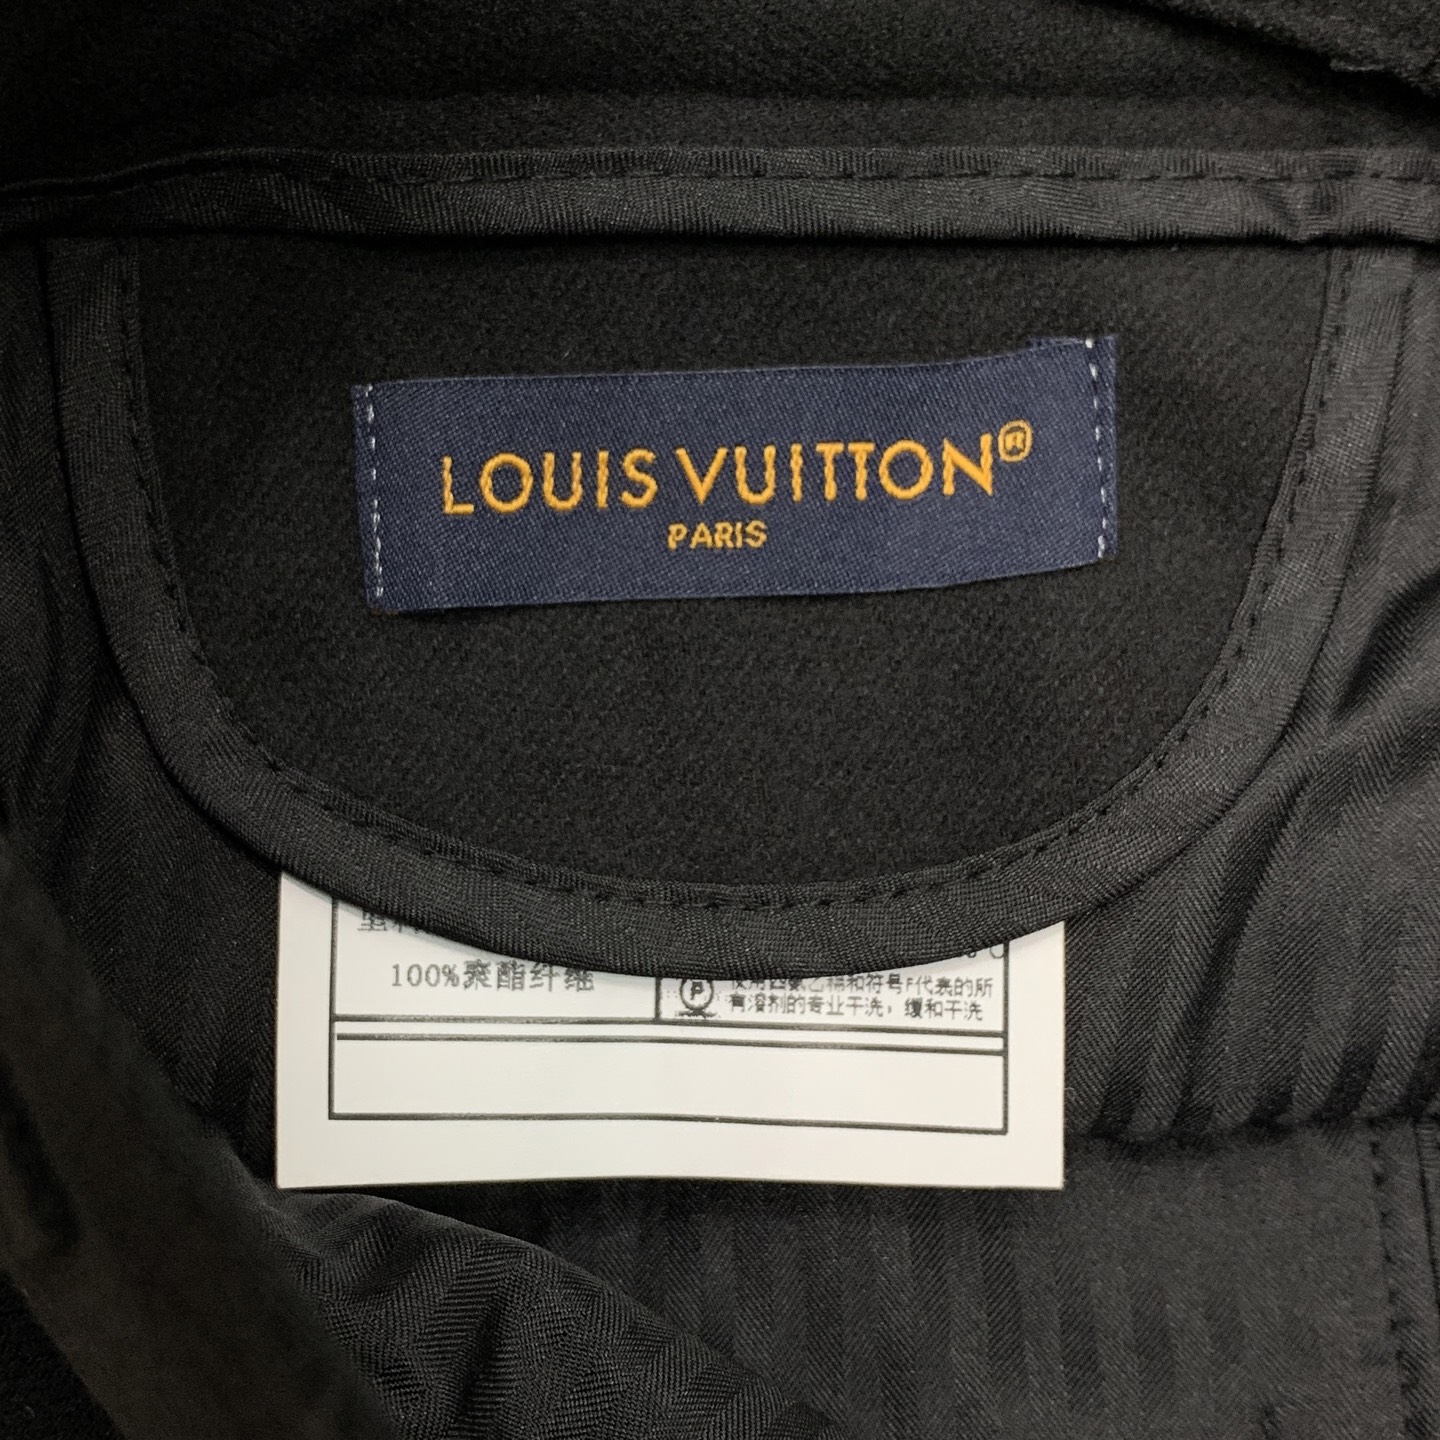 LOUIS VUITTON®
PARIS
100%聚酯纤维
使用四氯乙稀和符号F代表的所
有溶剂的专业干洗，缓和干洗
P